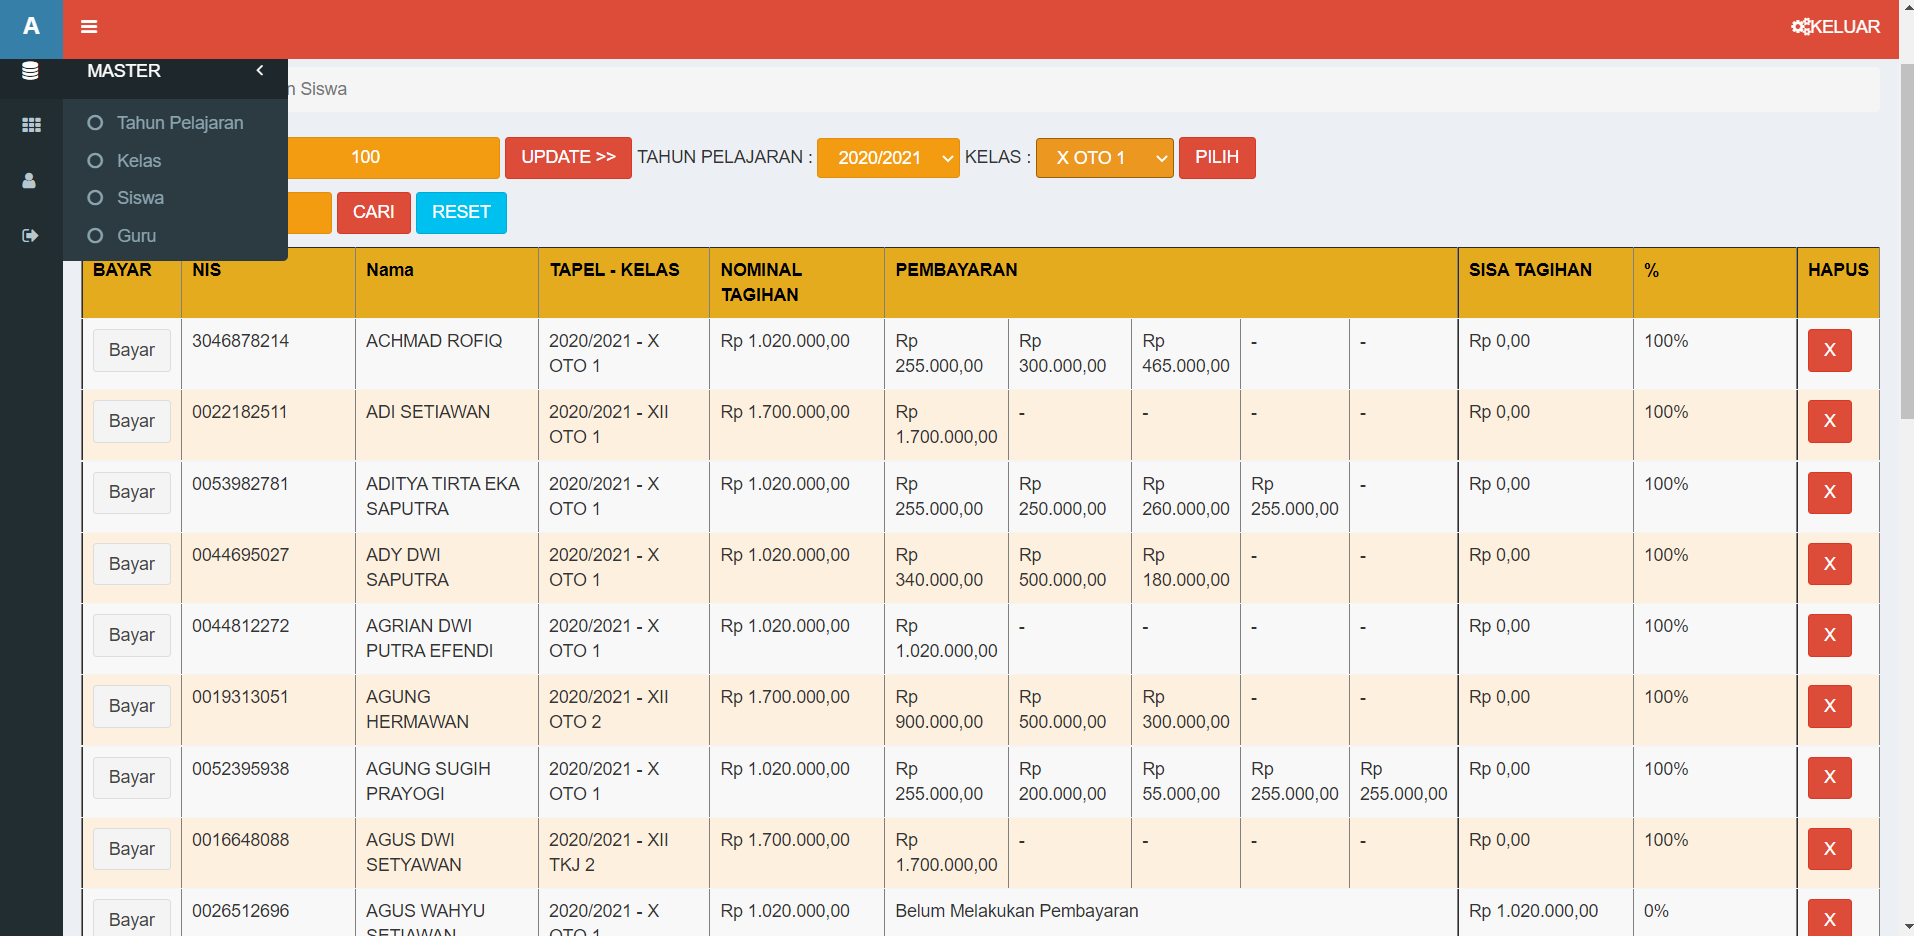 A
KELUAR
MASTER
n Siswa
Tahun Pelajaran
Kelas
Siswa
Guru
100
UPDATE >>
TAHUN PELAJARAN :
2020/2021
KELAS :
X OTO 1
PILIH
CARI
RESET
BAYAR
NIS
Nama
TAPEL - KELAS
NOMINAL
TAGIHAN
PEMBAYARAN
SISA TAGIHAN
%
HAPUS
Bayar
3046878214
ACHMAD ROFIQ
2020/2021 - X
OTO 1
Rp 1.020.000,00
Rp
255.000,00
Rp
300.000,00
Rp
465.000,00
-
-
Rp 0,00
100%
X
Bayar
0022182511
ADI SETIAWAN
2020/2021 - XII
OTO 1
Rp 1.700.000,00
Rp
1.700.000,00
-
-
-
-
Rp 0,00
100%
X
Bayar
0053982781
ADITYA TIRTA EKA
SAPUTRA
2020/2021 - X
OTO 1
Rp 1.020.000,00
Rp
255.000,00
Rp
250.000,00
Rp
260.000,00
Rp
255.000,00
-
Rp 0,00
100%
X
Bayar
0044695027
ADY DWI
SAPUTRA
2020/2021 - X
OTO 1
Rp 1.020.000,00
Rp
340.000,00
Rp
500.000,00
Rp
180.000,00
-
-
Rp 0,00
100%
X
Bayar
0044812272
AGRIAN DWI
PUTRA EFENDI
2020/2021 - X
OTO 1
Rp 1.020.000,00
Rp
1.020.000,00
-
-
-
-
Rp 0,00
100%
X
Bayar
0019313051
AGUNG
HERMAWAN
2020/2021 - XII
OTO 2
Rp 1.700.000,00
Rp
900.000,00
Rp
500.000,00
Rp
300.000,00
-
-
Rp 0,00
100%
X
Bayar
0052395938
AGUNG SUGIH
PRAYOGI
2020/2021 - X
OTO 1
Rp 1.020.000,00
Rp
255.000,00
Rp
200.000,00
Rp
55.000,00
Rp
255.000,00
Rp
255.000,00
Rp 0,00
100%
X
Bayar
0016648088
AGUS DWI
SETYAWAN
2020/2021 - XII
TKJ 2
Rp 1.700.000,00
Rp
1.700.000,00
-
-
-
-
Rp 0,00
100%
X
Bayar
0026512696
AGUS WAHYU
SETIAWAN
2020/2021 - X
OTO 1
Rp 1.020.000,00
Belum Melakukan Pembayaran
Rp 1.020.000,00
0%
X